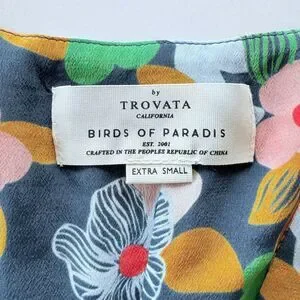 by
TROVATA
CALIFORNIA
BIRDS OF PARADIS
EST. 2001
CRAFTED IN THE PEOPLES REPUBLIC OF CHINA
EXTRA SMALL